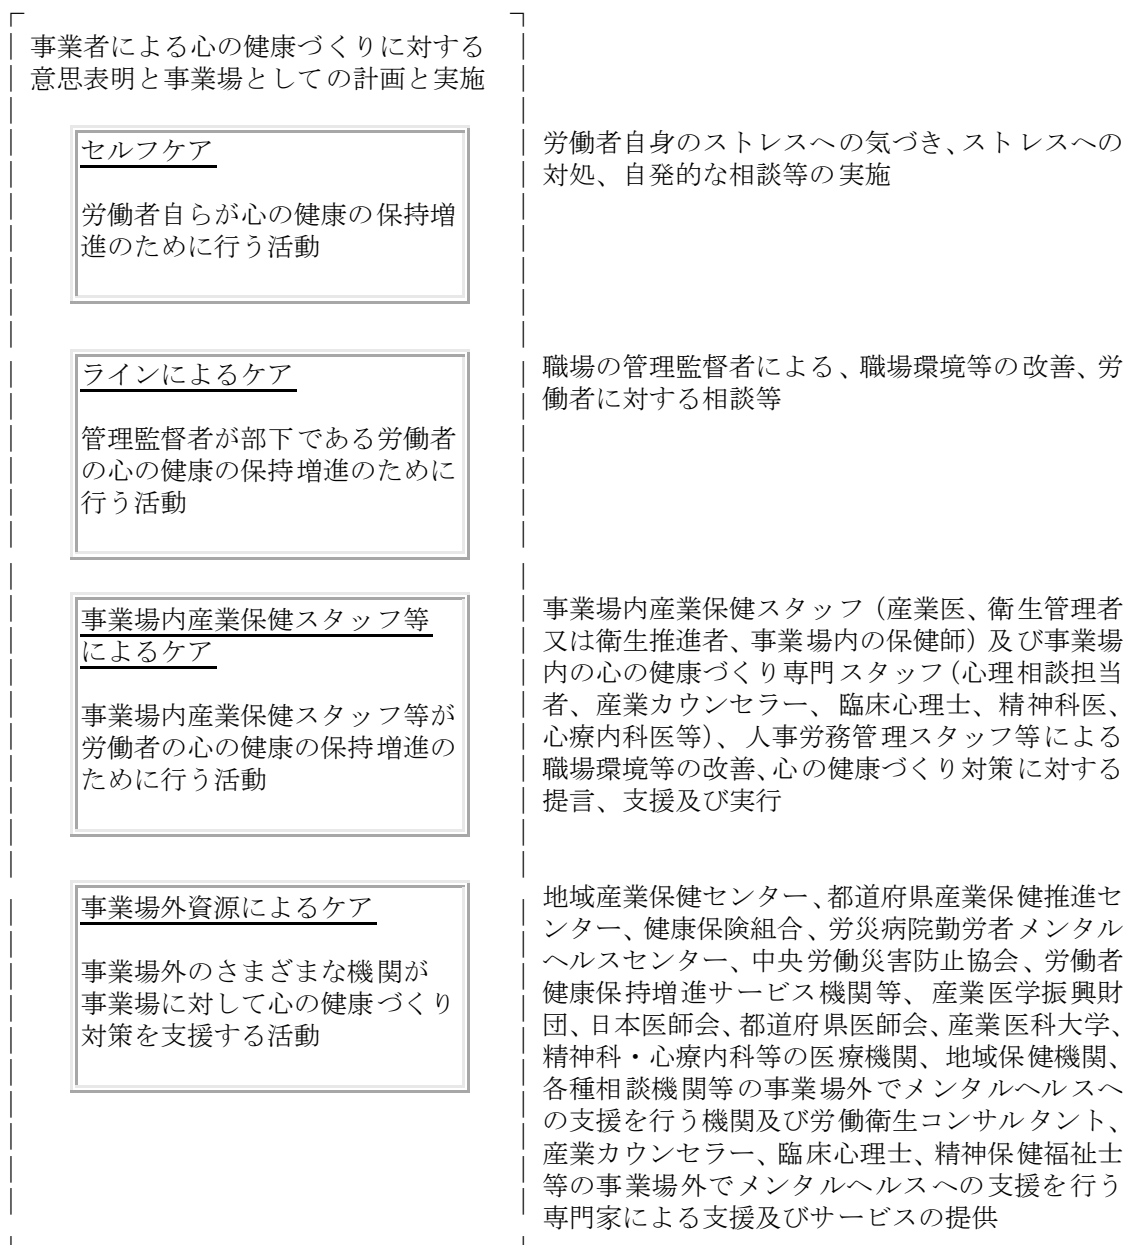 事業者による心の健康づくりに対する
意思表明と事業場としての計画と実施
セルフケア
労働者自らが心の健康の保持増
進のために行う活動
労働者自身のストレスへの気づき、ストレスへの
対処、自発的な相談等の実施
ラインによるケア
管理監督者が部下である労働者
の心の健康の保持増進のために
行う活動
職場の管理監督者による、職場環境等の改善、労
働者に対する相談等
事業場内産業保健スタッフ等
によるケア
事業場内産業保健スタッフ等が
労働者の心の健康の保持増進の
ために行う活動
事業場内産業保健スタッフ（産業医、衛生管理者
又は衛生推進者、事業場内の保健師）及び事業場
内の心の健康づくり専門スタッフ（心理相談担当
者、産業カウンセラー、臨床心理士、精神科医、
心療内科医等）、人事労務管理スタッフ等による
職場環境等の改善、心の健康づくり対策に対する
提言、支援及び実行
事業場外資源によるケア
事業場外のさまざまな機関が
事業場に対して心の健康づくり
対策を支援する活動
地域産業保健センター、都道府県産業保健推進セ
ンター、健康保険組合、労災病院勤労者メンタル
ヘルスセンター、中央労働災害防止協会、労働者
健康保持増進サービス機関等、産業医学振興財
団、日本医師会、都道府県医師会、産業医科大学、
精神科・心療内科等の医療機関、地域保健機関、
各種相談機関等の事業場外でメンタルヘルスへ
の支援を行う機関及び労働衛生コンサルタント、
産業カウンセラー、臨床心理士、精神保健福祉士
等の事業場外でメンタルヘルスへの支援を行う
専門家による支援及びサービスの提供